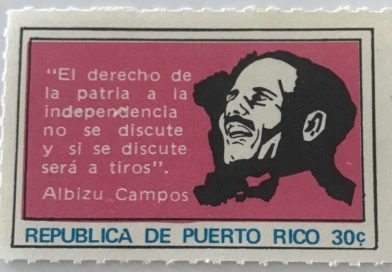 "El derecho de
la patria a la
independencia
no se discute
y si se discute
será a tiros".
Albizu Campos
REPUBLICA DE PUERTO RICO 30¢